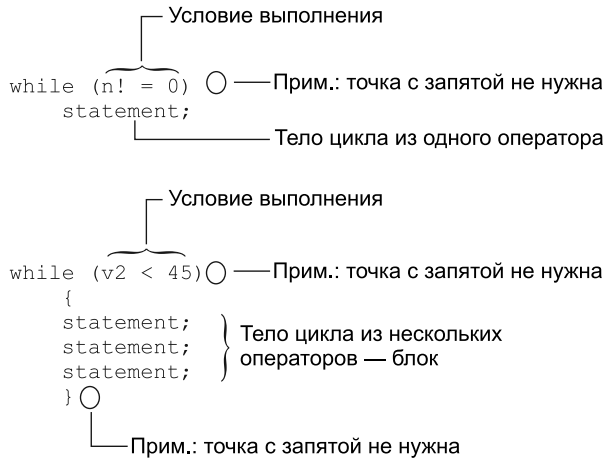 Условие выполнения
while (n! = 0) Прим.: точка с запятой не нужна
statement;
Тело цикла из одного оператора
Условие выполнения
while (v2 < 45) Прим.: точка с запятой не нужна
{
statement;
statement; Тело цикла из нескольких
statement; операторов — блок
}
Прим.: точка с запятой не нужна